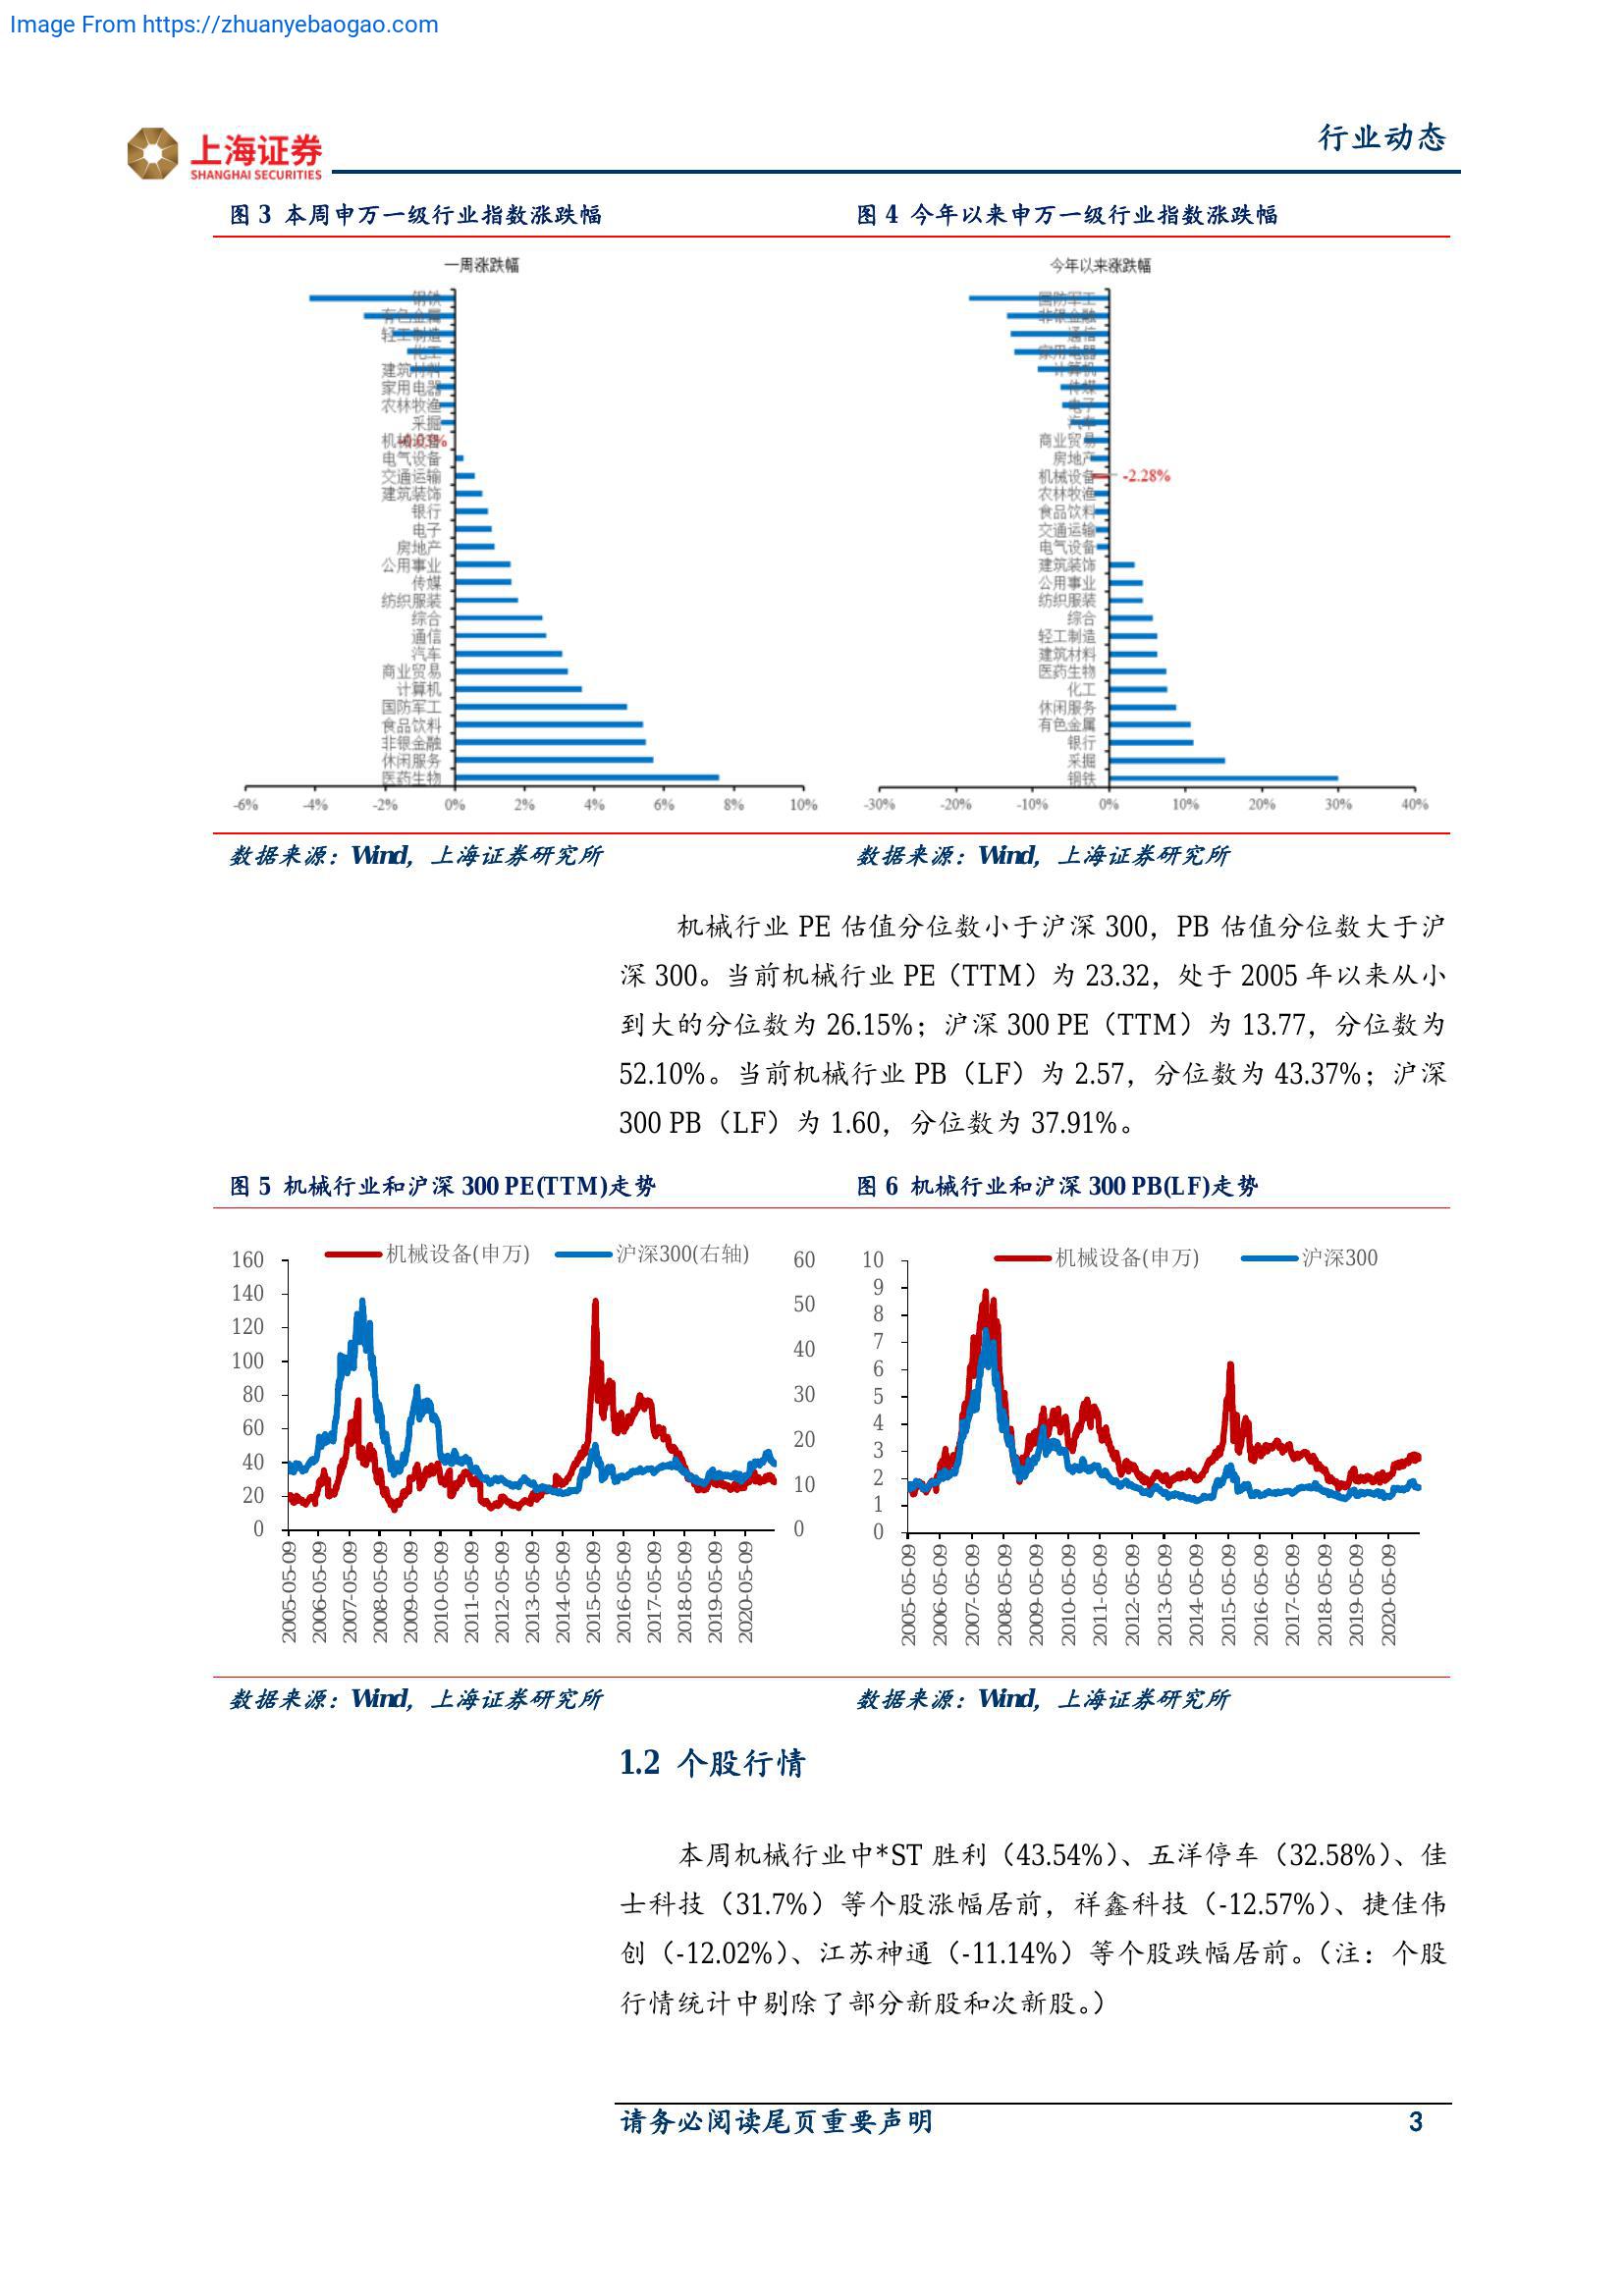 Image From https://zhuanyebaogao.com
上海证券
SHANGHAI SECURITIES
行业动态
图 3 本周申万一级行业指数涨跌幅
图 4 今年以来申万一级行业指数涨跌幅
一周涨跌幅
钢铁
有色金属
轻工制造
化工
建筑材料
家用电器
农林牧渔
采掘
机械设备
电气设备
交通运输
建筑装饰
银行
电子
房地产
公用事业
传媒
纺织服装
综合
通信
汽车
商业贸易
计算机
国防军工
食品饮料
非银金融
休闲服务
医药生物
-6% -4% -2% 0% 2% 4% 6% 8% 10%
今年以来涨跌幅
国防军工
非银金融
通信
家用电器
计算机
传媒
电子
汽车
商业贸易
房地产
机械设备 -2.28%
农林牧渔
食品饮料
交通运输
电气设备
建筑装饰
公用事业
纺织服装
综合
轻工制造
建筑材料
医药生物
化工
休闲服务
有色金属
银行
采掘
钢铁
-30% -20% -10% 0% 10% 20% 30% 40%
数据来源：Wind，上海证券研究所
数据来源：Wind，上海证券研究所
机械行业 PE 估值分位数小于沪深 300，PB 估值分位数大于沪
深 300。当前机械行业 PE（TTM）为 23.32，处于 2005 年以来从小
到大的分位数为 26.15%；沪深 300 PE（TTM）为 13.77，分位数为
52.10%。当前机械行业 PB（LF）为 2.57，分位数为 43.37%；沪深
300 PB（LF）为 1.60，分位数为 37.91%。
图 5 机械行业和沪深 300 PE(TTM)走势
图 6 机械行业和沪深 300 PB(LF)走势
机械设备(申万) 沪深300(右轴)
160
140
120
100
80
60
40
20
0
60
50
40
30
20
10
0
2005-05-09 2006-05-09 2007-05-09 2008-05-09 2009-05-09 2010-05-09 2011-05-09 2012-05-09 2013-05-09 2014-05-09 2015-05-09 2016-05-09 2017-05-09 2018-05-09 2019-05-09 2020-05-09
机械设备(申万) 沪深300
10
9
8
7
6
5
4
3
2
1
0
2005-05-09 2006-05-09 2007-05-09 2008-05-09 2009-05-09 2010-05-09 2011-05-09 2012-05-09 2013-05-09 2014-05-09 2015-05-09 2016-05-09 2017-05-09 2018-05-09 2019-05-09 2020-05-09
数据来源：Wind，上海证券研究所
数据来源：Wind，上海证券研究所
1.2 个股行情
本周机械行业中*ST 胜利（43.54%）、五洋停车（32.58%）、佳
士科技（31.7%）等个股涨幅居前，祥鑫科技（-12.57%）、捷佳伟
创（-12.02%）、江苏神通（-11.14%）等个股跌幅居前。（注：个股
行情统计中剔除了部分新股和次新股。）
请务必阅读尾页重要声明
3